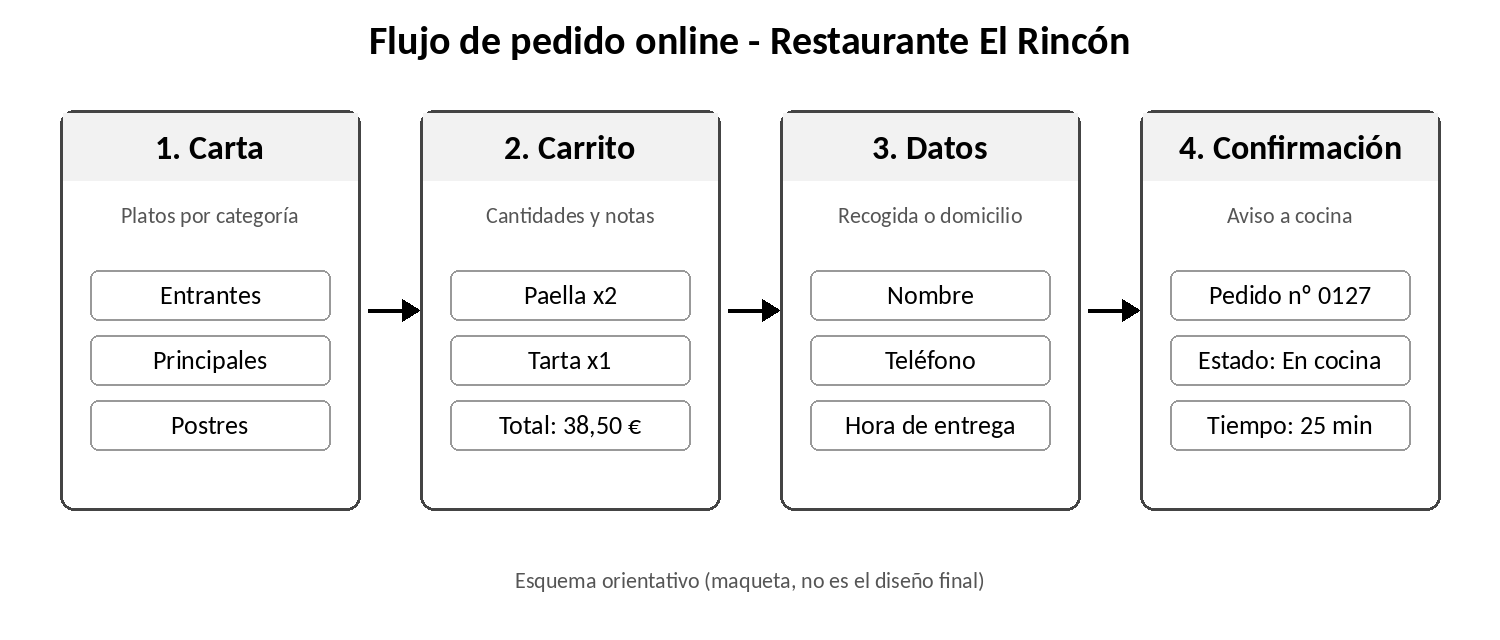 Flujo de pedido online - Restaurante El Rincón
1. Carta
Platos por categoría
Entrantes
Principales
Postres
2. Carrito
Cantidades y notas
Paella x2
Tarta x1
Total: 38,50 €
3. Datos
Recogida o domicilio
Nombre
Teléfono
Hora de entrega
4. Confirmación
Aviso a cocina
Pedido nº 0127
Estado: En cocina
Tiempo: 25 min
Esquema orientativo (maqueta, no es el diseño final)